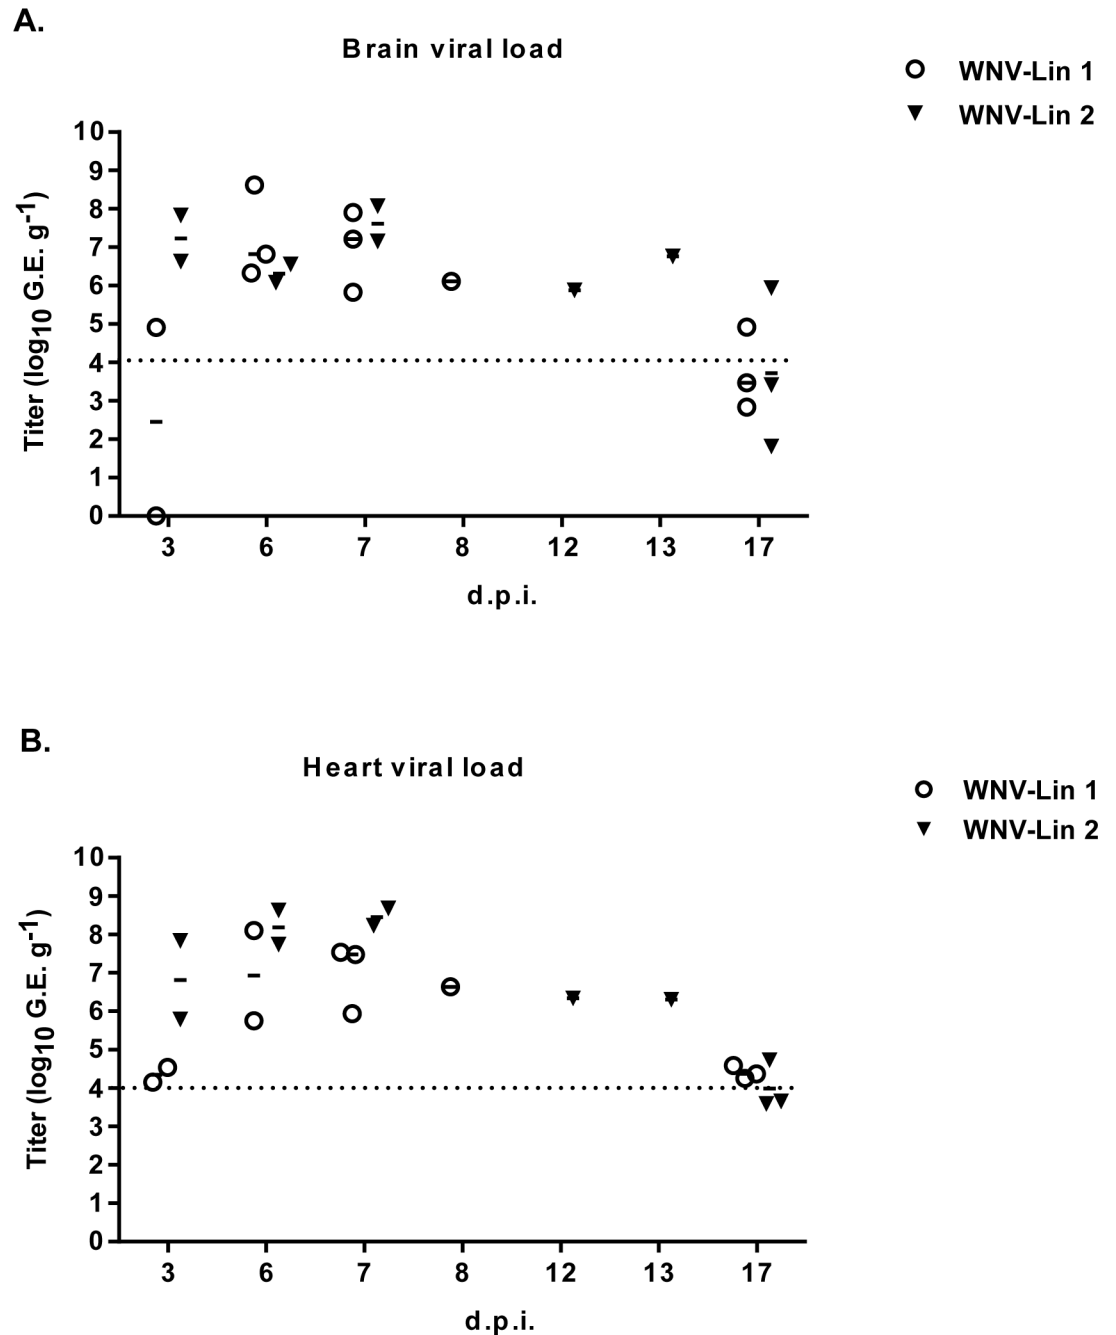 A.
Brain viral load
WNV-Lin 1
WNV-Lin 2
Titer (log10 G.E. g-1)
10
9
8
7
6
5
4
3
2
1
0
3 6 7 8 12 13 17
d.p.i.
B.
Heart viral load
WNV-Lin 1
WNV-Lin 2
Titer (log10 G.E. g-1)
10
9
8
7
6
5
4
3
2
1
0
3 6 7 8 12 13 17
d.p.i.